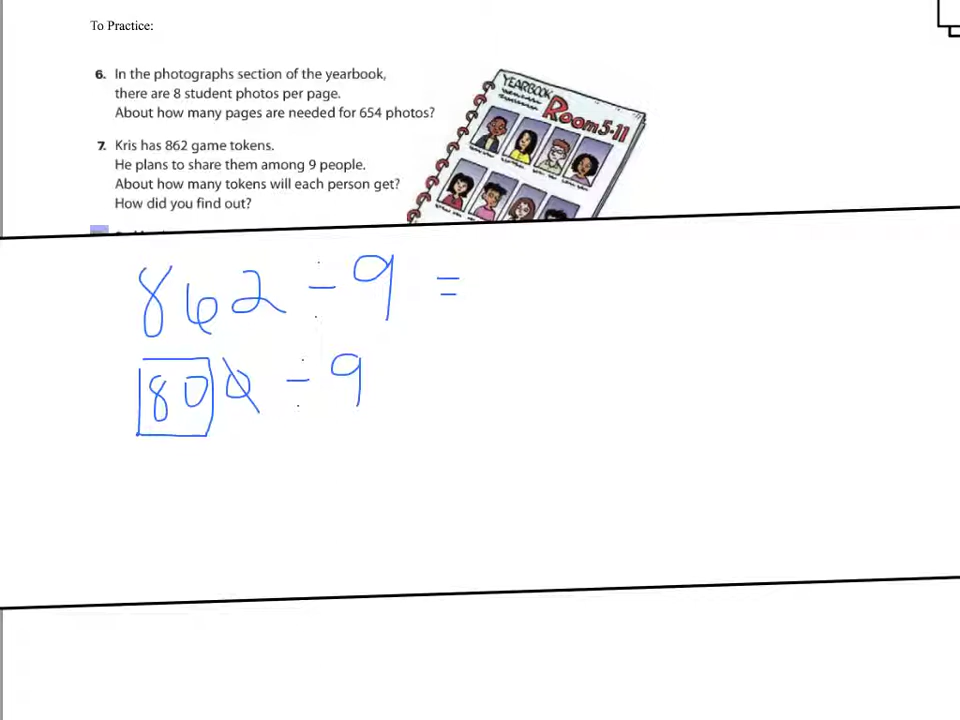 To Practice:
6. In the photographs section of the yearbook,
there are 8 student photos per page.
About how many pages are needed for 654 photos?
YEARBOOK
Room 5-11
7. Kris has 862 game tokens.
He plans to share them among 9 people.
About how many tokens will each person get?
How did you find out?
862 ÷ 9 =
800 ÷ 9